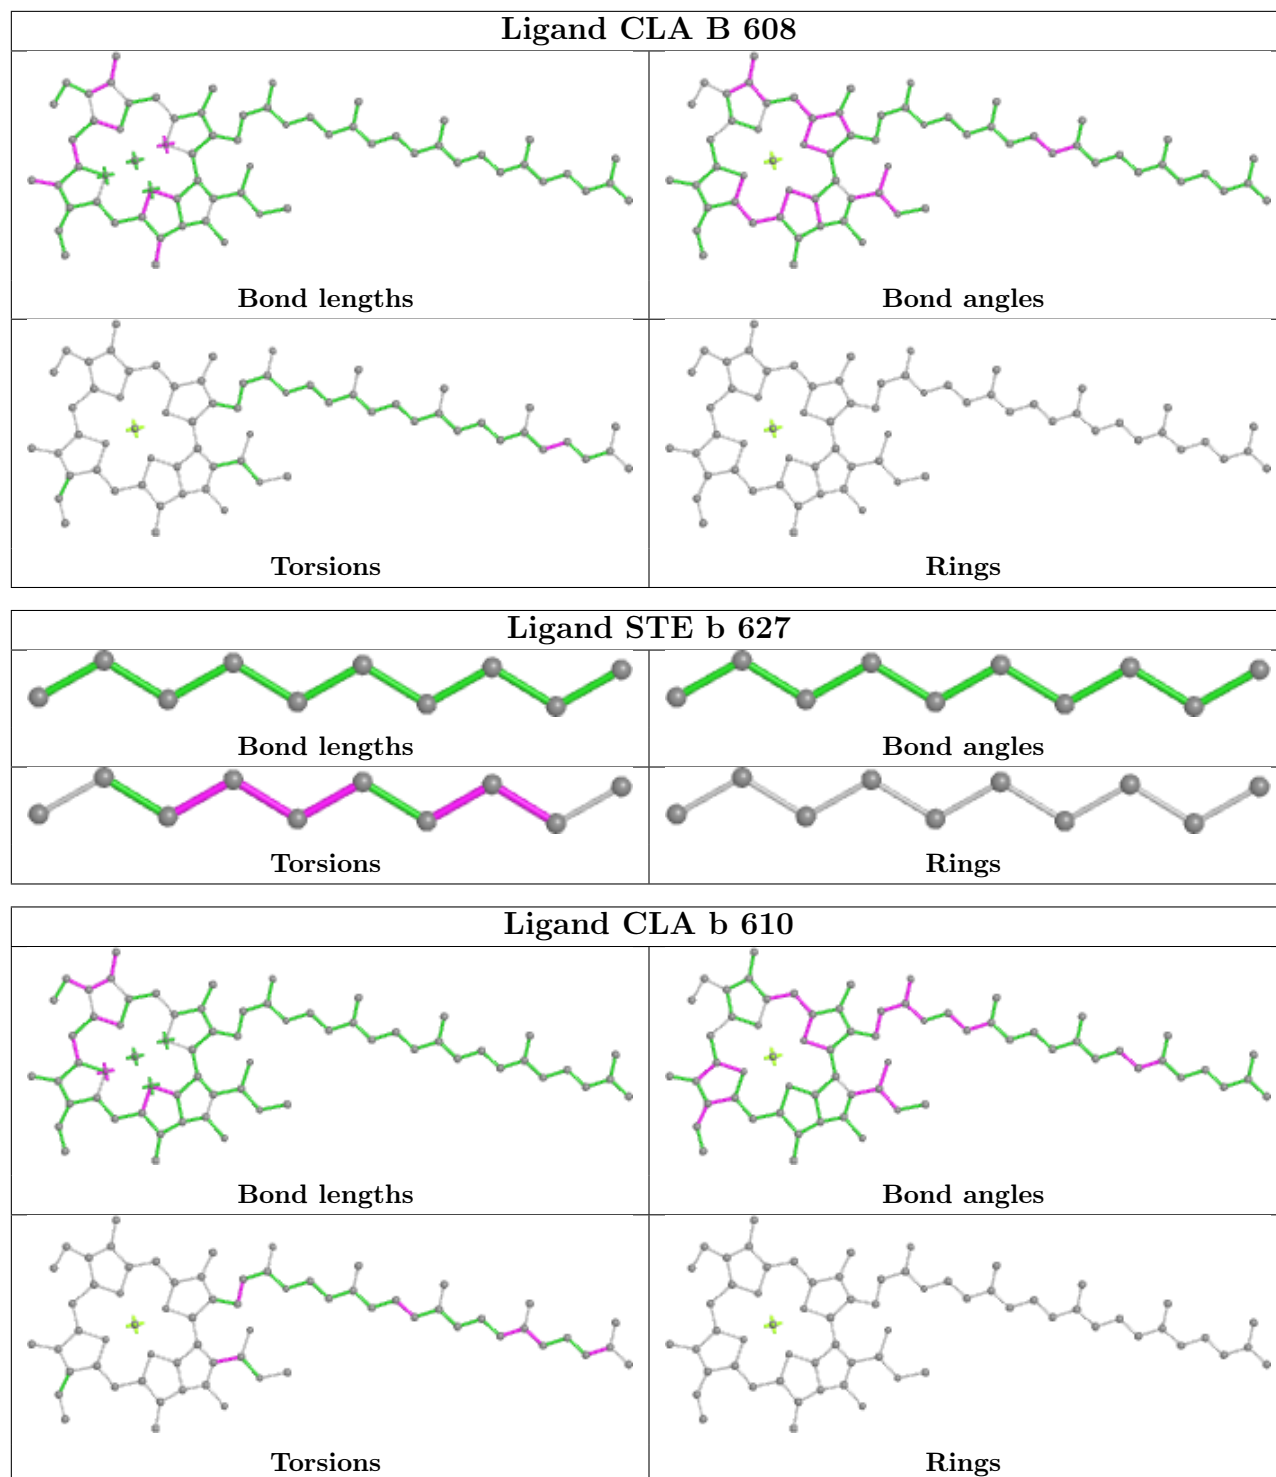 Ligand CLA B 608
Bond lengths
Bond angles
Torsions
Rings
Ligand STE b 627
Bond lengths
Bond angles
Torsions
Rings
Ligand CLA b 610
Bond lengths
Bond angles
Torsions
Rings